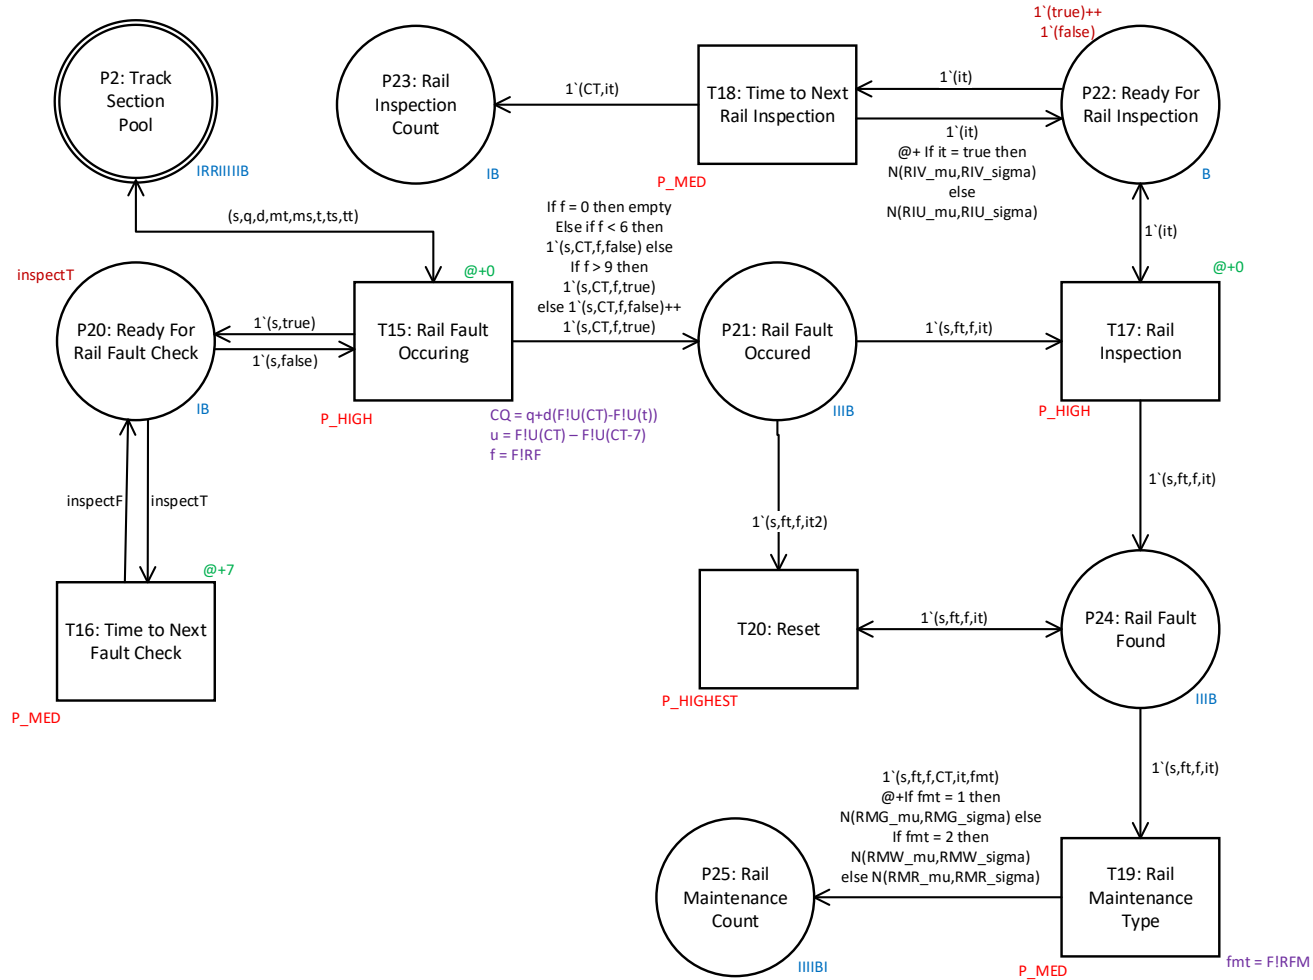 1`(true)++
1`(false)
P2: Track
Section
Pool
IRRIIIIIB
P23: Rail
Inspection
Count
IB
1`(CT,it)
T18: Time to Next
Rail Inspection
P_MED
1`(it)
1`(it)
@+ If it = true then
N(RIV_mu,RIV_sigma)
else
N(RIU_mu,RIU_sigma)
P22: Ready For
Rail Inspection
B
(s,q,d,mt,ms,t,ts,tt)
If f = 0 then empty
Else if f < 6 then
1`(s,CT,f,false) else
If f > 9 then
1`(s,CT,f,true)
else 1`(s,CT,f,false)++
1`(s,CT,f,true)
1`(it)
inspectT
P20: Ready For
Rail Fault Check
IB
1`(s,true)
1`(s,false)
@+0
T15: Rail Fault
Occuring
P_HIGH
CQ = q+d(F!U(CT)-F!U(t))
u = F!U(CT) – F!U(CT-7)
f = F!RF
P21: Rail Fault
Occured
IIIB
1`(s,ft,f,it)
@+0
T17: Rail
Inspection
P_HIGH
inspectF
inspectT
1`(s,ft,f,it2)
1`(s,ft,f,it)
@+7
T16: Time to Next
Fault Check
P_MED
T20: Reset
P_HIGHEST
1`(s,ft,f,it)
P24: Rail Fault
Found
IIIB
1`(s,ft,f,it)
1`(s,ft,f,CT,it,fmt)
@+If fmt = 1 then
N(RMG_mu,RMG_sigma) else
If fmt = 2 then
N(RMW_mu,RMW_sigma)
else N(RMR_mu,RMR_sigma)
P25: Rail
Maintenance
Count
IIIIBI
T19: Rail
Maintenance
Type
P_MED
fmt = F!RFM